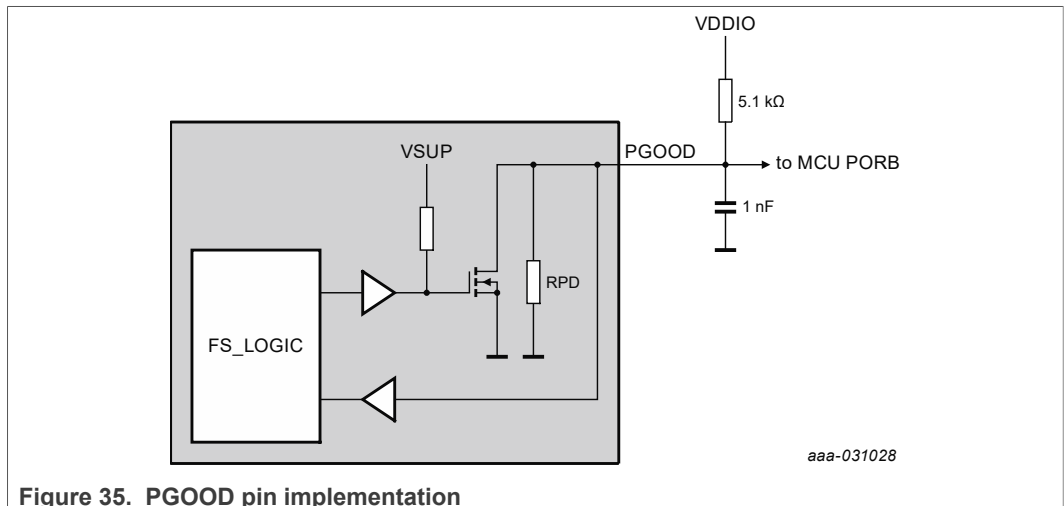 VDDIO
5.1 kΩ
VSUP
PGOOD
to MCU PORB
1 nF
RPD
FS_LOGIC
aaa-031028
Figure 35. PGOOD pin implementation